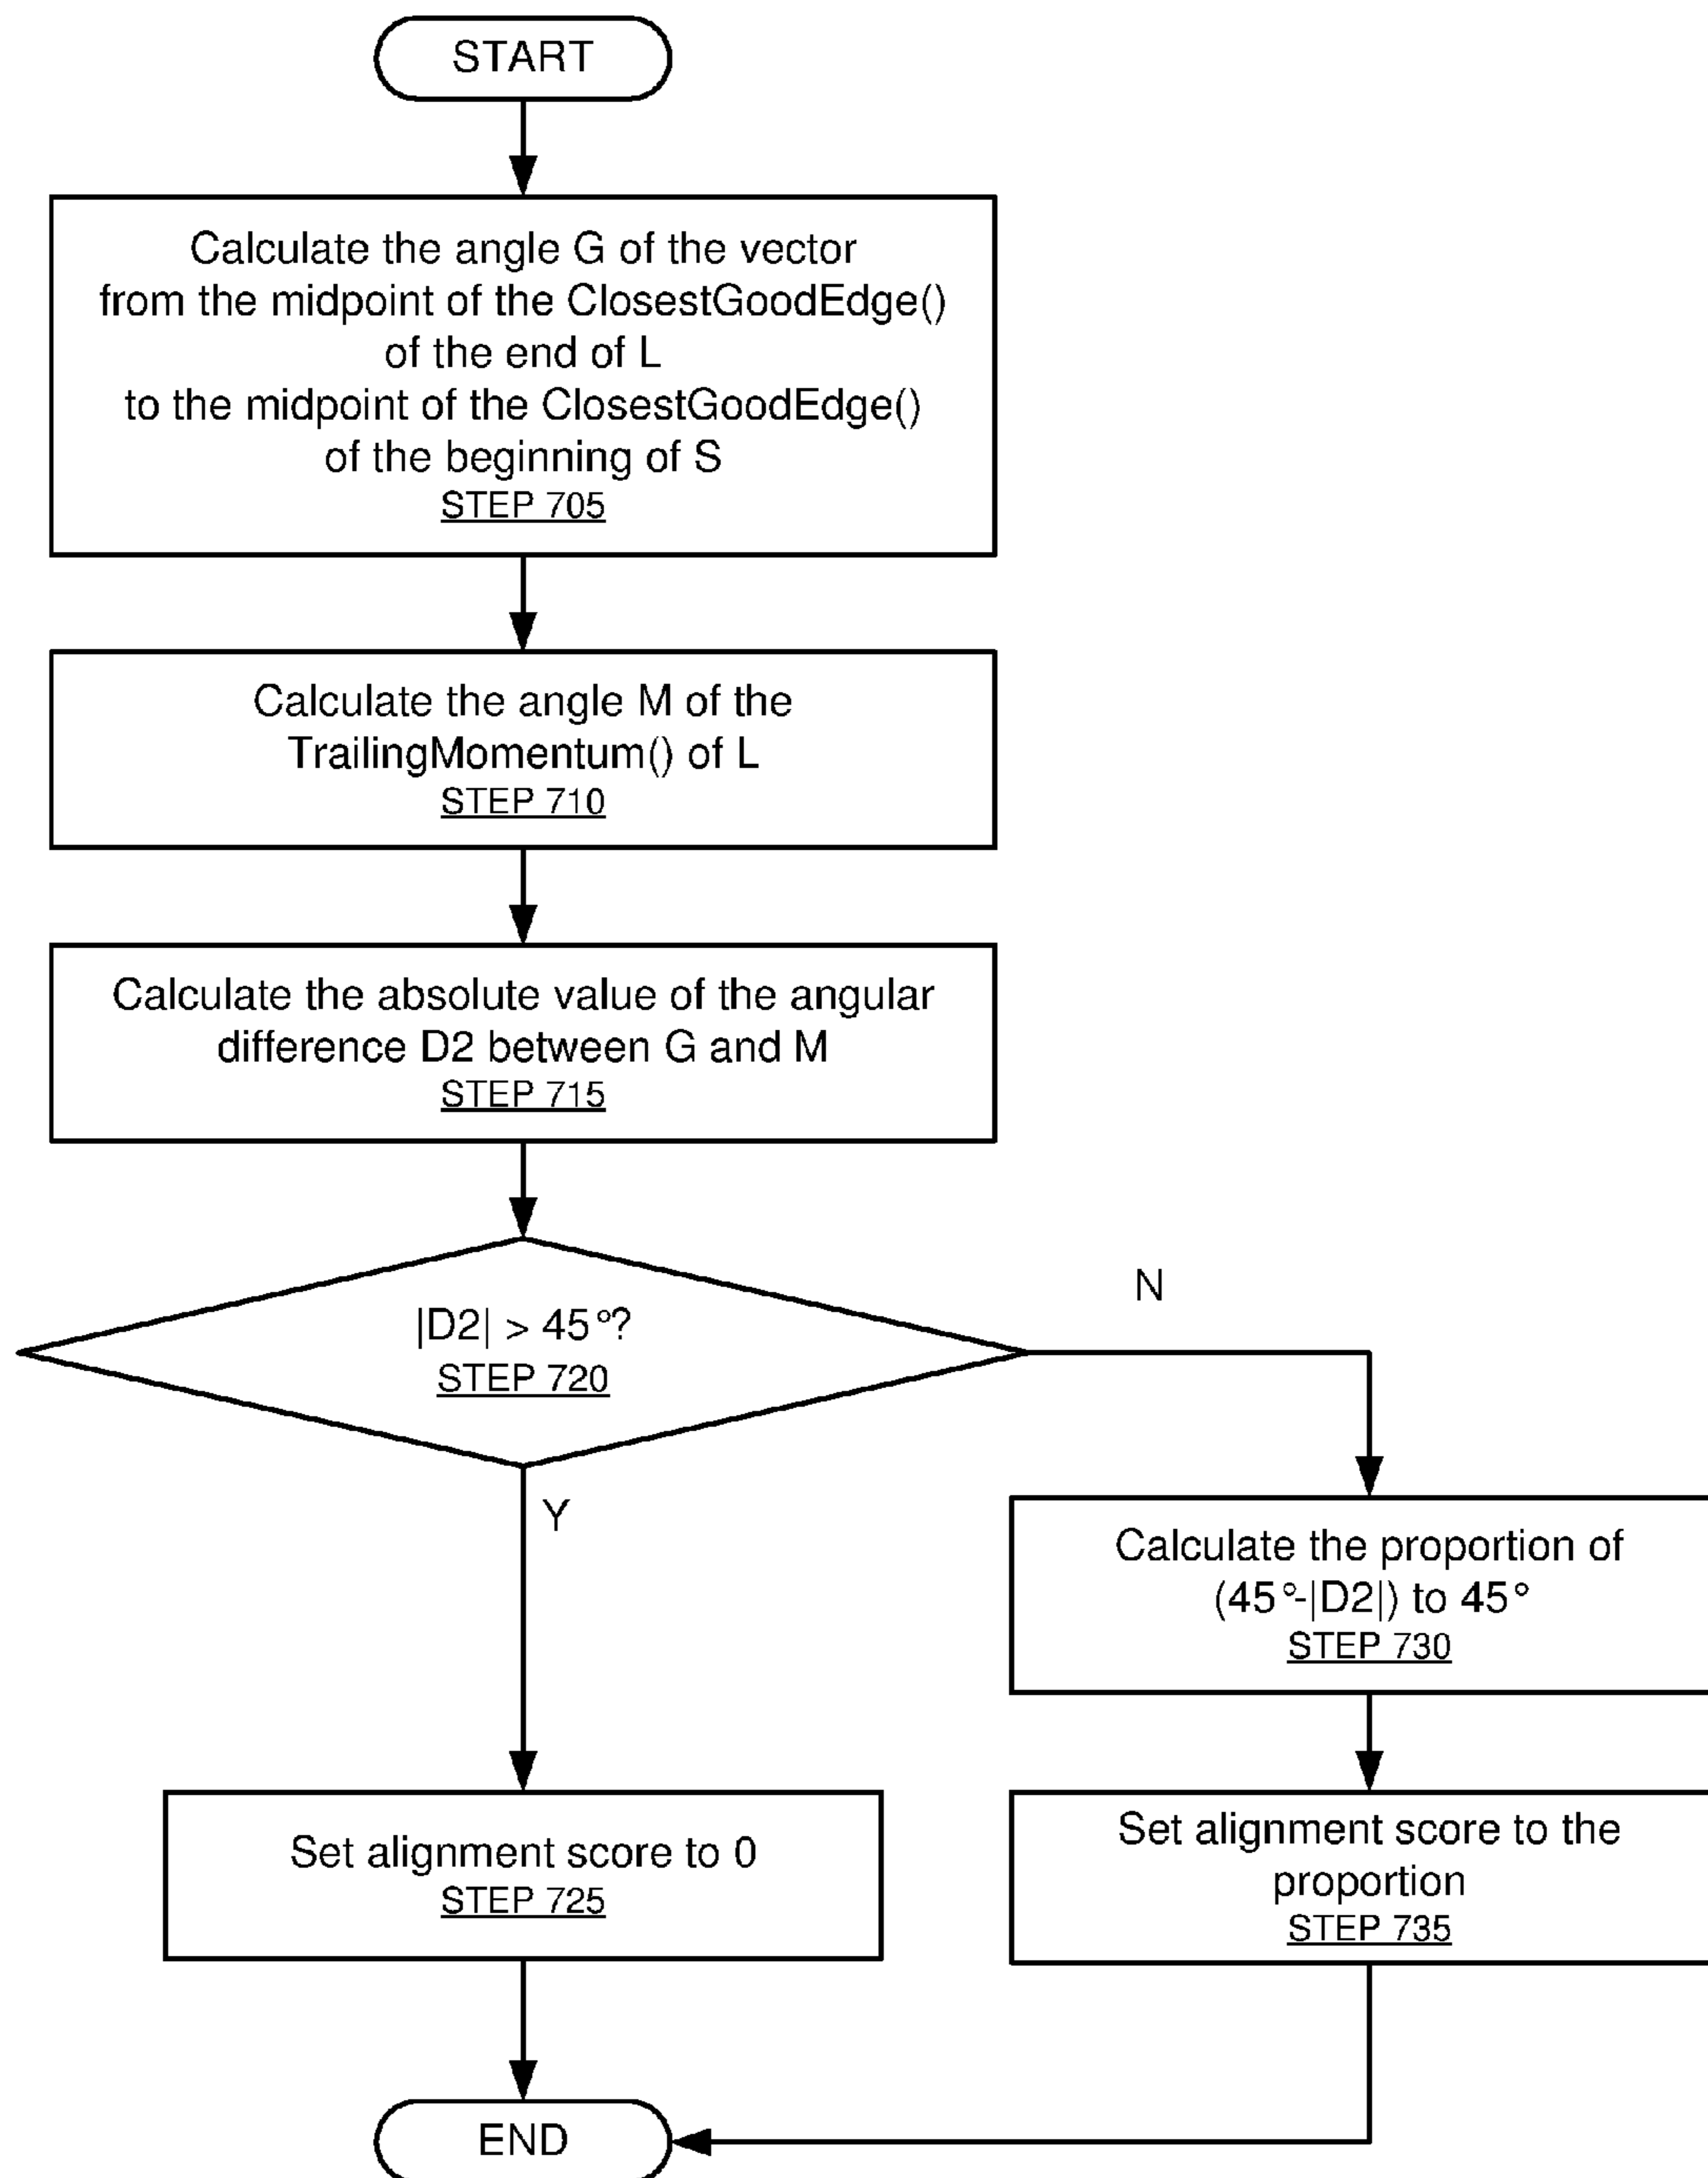 START
Calculate the angle G of the vector
from the midpoint of the ClosestGoodEdge()
of the end of L
to the midpoint of the ClosestGoodEdge()
of the beginning of S
STEP 705
Calculate the angle M of the
TrailingMomentum() of L
STEP 710
Calculate the absolute value of the angular
difference D2 between G and M
STEP 715
|D2| > 45°?
STEP 720
N
Y
Calculate the proportion of
(45°-|D2|) to 45°
STEP 730
Set alignment score to 0
STEP 725
Set alignment score to the
proportion
STEP 735
END